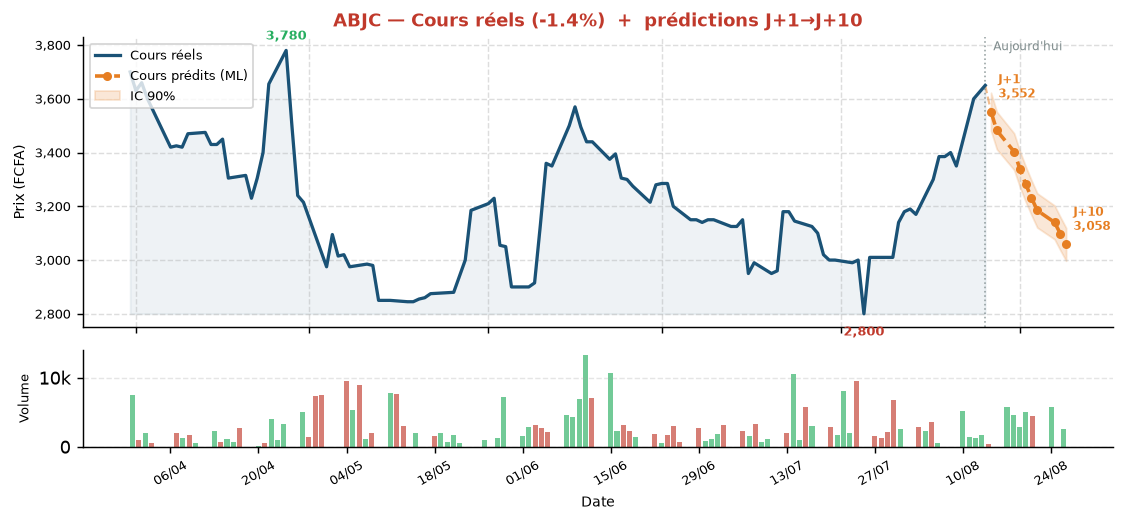 ABJC — Cours réels (-1.4%) + prédictions J+1→J+10
3,780
Aujourd'hui
Cours réels
Cours prédits (ML)
IC 90%
J+1
3,552
J+10
3,058
2,800
Prix (FCFA)
3,800
3,600
3,400
3,200
3,000
2,800
Volume
10k
0
06/04
20/04
04/05
18/05
01/06
15/06
29/06
13/07
27/07
10/08
24/08
Date